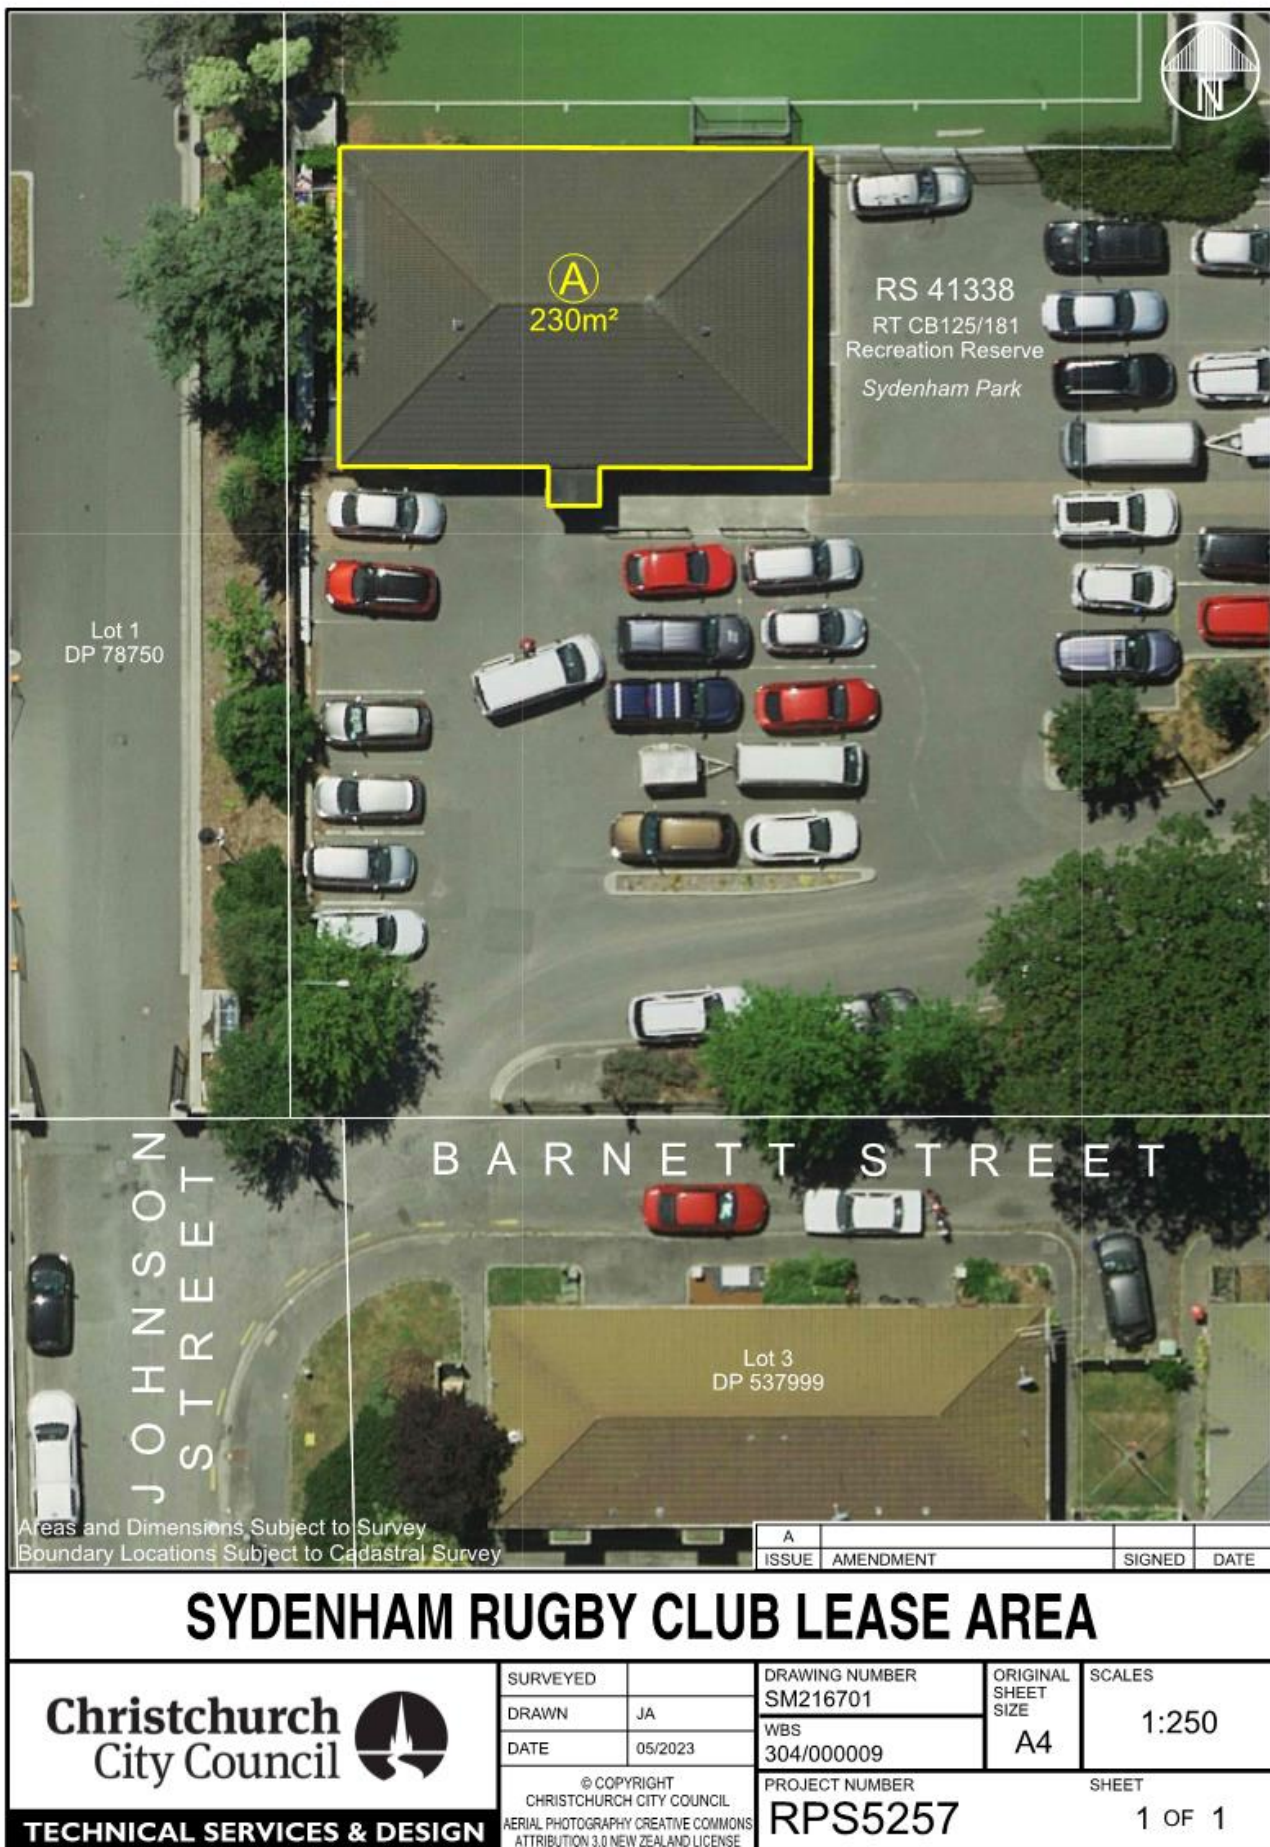 N
A
230m²
RS 41338
RT CB125/181
Recreation Reserve
Sydenham Park
Lot 1
DP 78750
BARNETT STREET
JOHNSON
STREET
Lot 3
DP 537999
Areas and Dimensions Subject to Survey
Boundary Locations Subject to Cadastral Survey
A
ISSUE AMENDMENT SIGNED DATE
SYDENHAM RUGBY CLUB LEASE AREA
Christchurch
City Council
TECHNICAL SERVICES & DESIGN
SURVEYED
DRAWN JA
DATE 05/2023
© COPYRIGHT
CHRISTCHURCH CITY COUNCIL
AERIAL PHOTOGRAPHY CREATIVE COMMONS
ATTRIBUTION 3.0 NEW ZEALAND LICENSE
DRAWING NUMBER
SM216701
WBS
304/000009
PROJECT NUMBER
RPS5257
ORIGINAL
SHEET
SIZE
A4
SCALES
1:250
SHEET
1 OF 1